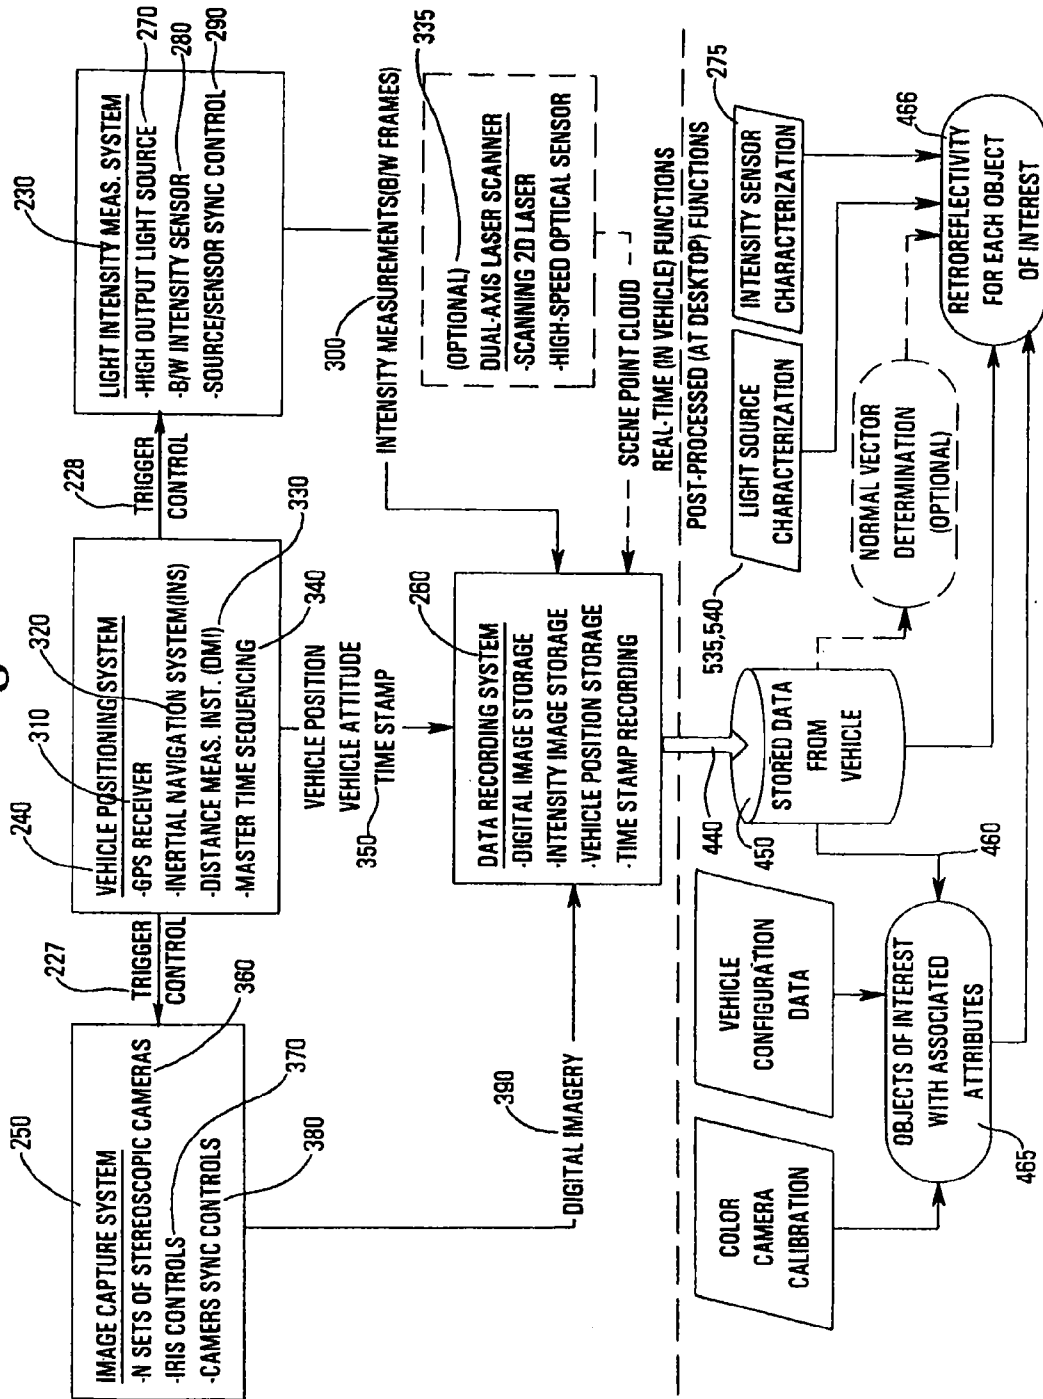 250
IMAGE CAPTURE SYSTEM
-N SETS OF STEREOSCOPIC CAMERAS
-IRIS CONTROLS
-CAMERS SYNC CONTROLS
360
370
380
227
TRIGGER
CONTROL
240
310
320
VEHICLE POSITIONING SYSTEM
-GPS RECEIVER
-INERTIAL NAVIGATION SYSTEM(INS)
-DISTANCE MEAS. INST. (DMI)
-MASTER TIME SEQUENCING
330
340
228
TRIGGER
CONTROL
230
LIGHT INTENSITY MEAS. SYSTEM
-HIGH OUTPUT LIGHT SOURCE
-B/W INTENSITY SENSOR
-SOURCE/SENSOR SYNC CONTROL
270
280
290
VEHICLE POSITION
VEHICLE ATTITUDE
TIME STAMP
350
300
INTENSITY MEASUREMENTS(B/W FRAMES)
335
(OPTIONAL)
DUAL-AXIS LASER SCANNER
-SCANNING 2D LASER
-HIGH-SPEED OPTICAL SENSOR
390
DIGITAL IMAGERY
260
DATA RECORDING SYSTEM
-DIGITAL IMAGE STORAGE
-INTENSITY IMAGE STORAGE
-VEHICLE POSITION STORAGE
-TIME STAMP RECORDING
SCENE POINT CLOUD
REAL-TIME (IN VEHICLE) FUNCTIONS
POST-PROCESSED (AT DESKTOP) FUNCTIONS
COLOR
CAMERA
CALIBRATION
VEHICLE
CONFIGURATION
DATA
440
450
STORED DATA
FROM
VEHICLE
535,540
LIGHT SOURCE
CHARACTERIZATION
275
INTENSITY SENSOR
CHARACTERIZATION
460
NORMAL VECTOR
DETERMINATION
(OPTIONAL)
465
OBJECTS OF INTEREST
WITH ASSOCIATED
ATTRIBUTES
466
RETROREFLECTIVITY
FOR EACH OBJECT
OF INTEREST